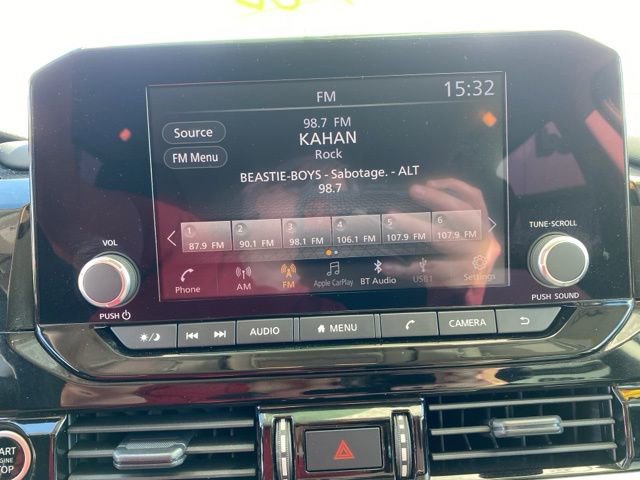 FM
15:32
Source
FM Menu
98.7 FM
KAHAN
Rock
BEASTIE-BOYS - Sabotage. - ALT
98.7
1 2 3 4 5 6
87.9 FM 90.1 FM 98.1 FM 106.1 FM 107.9 FM 107.9 FM
Phone AM FM Apple CarPlay BT Audio USB1 Settings
VOL
PUSH
TUNE·SCROLL
PUSH SOUND
AUDIO MENU CAMERA
START
ENGINE
STOP